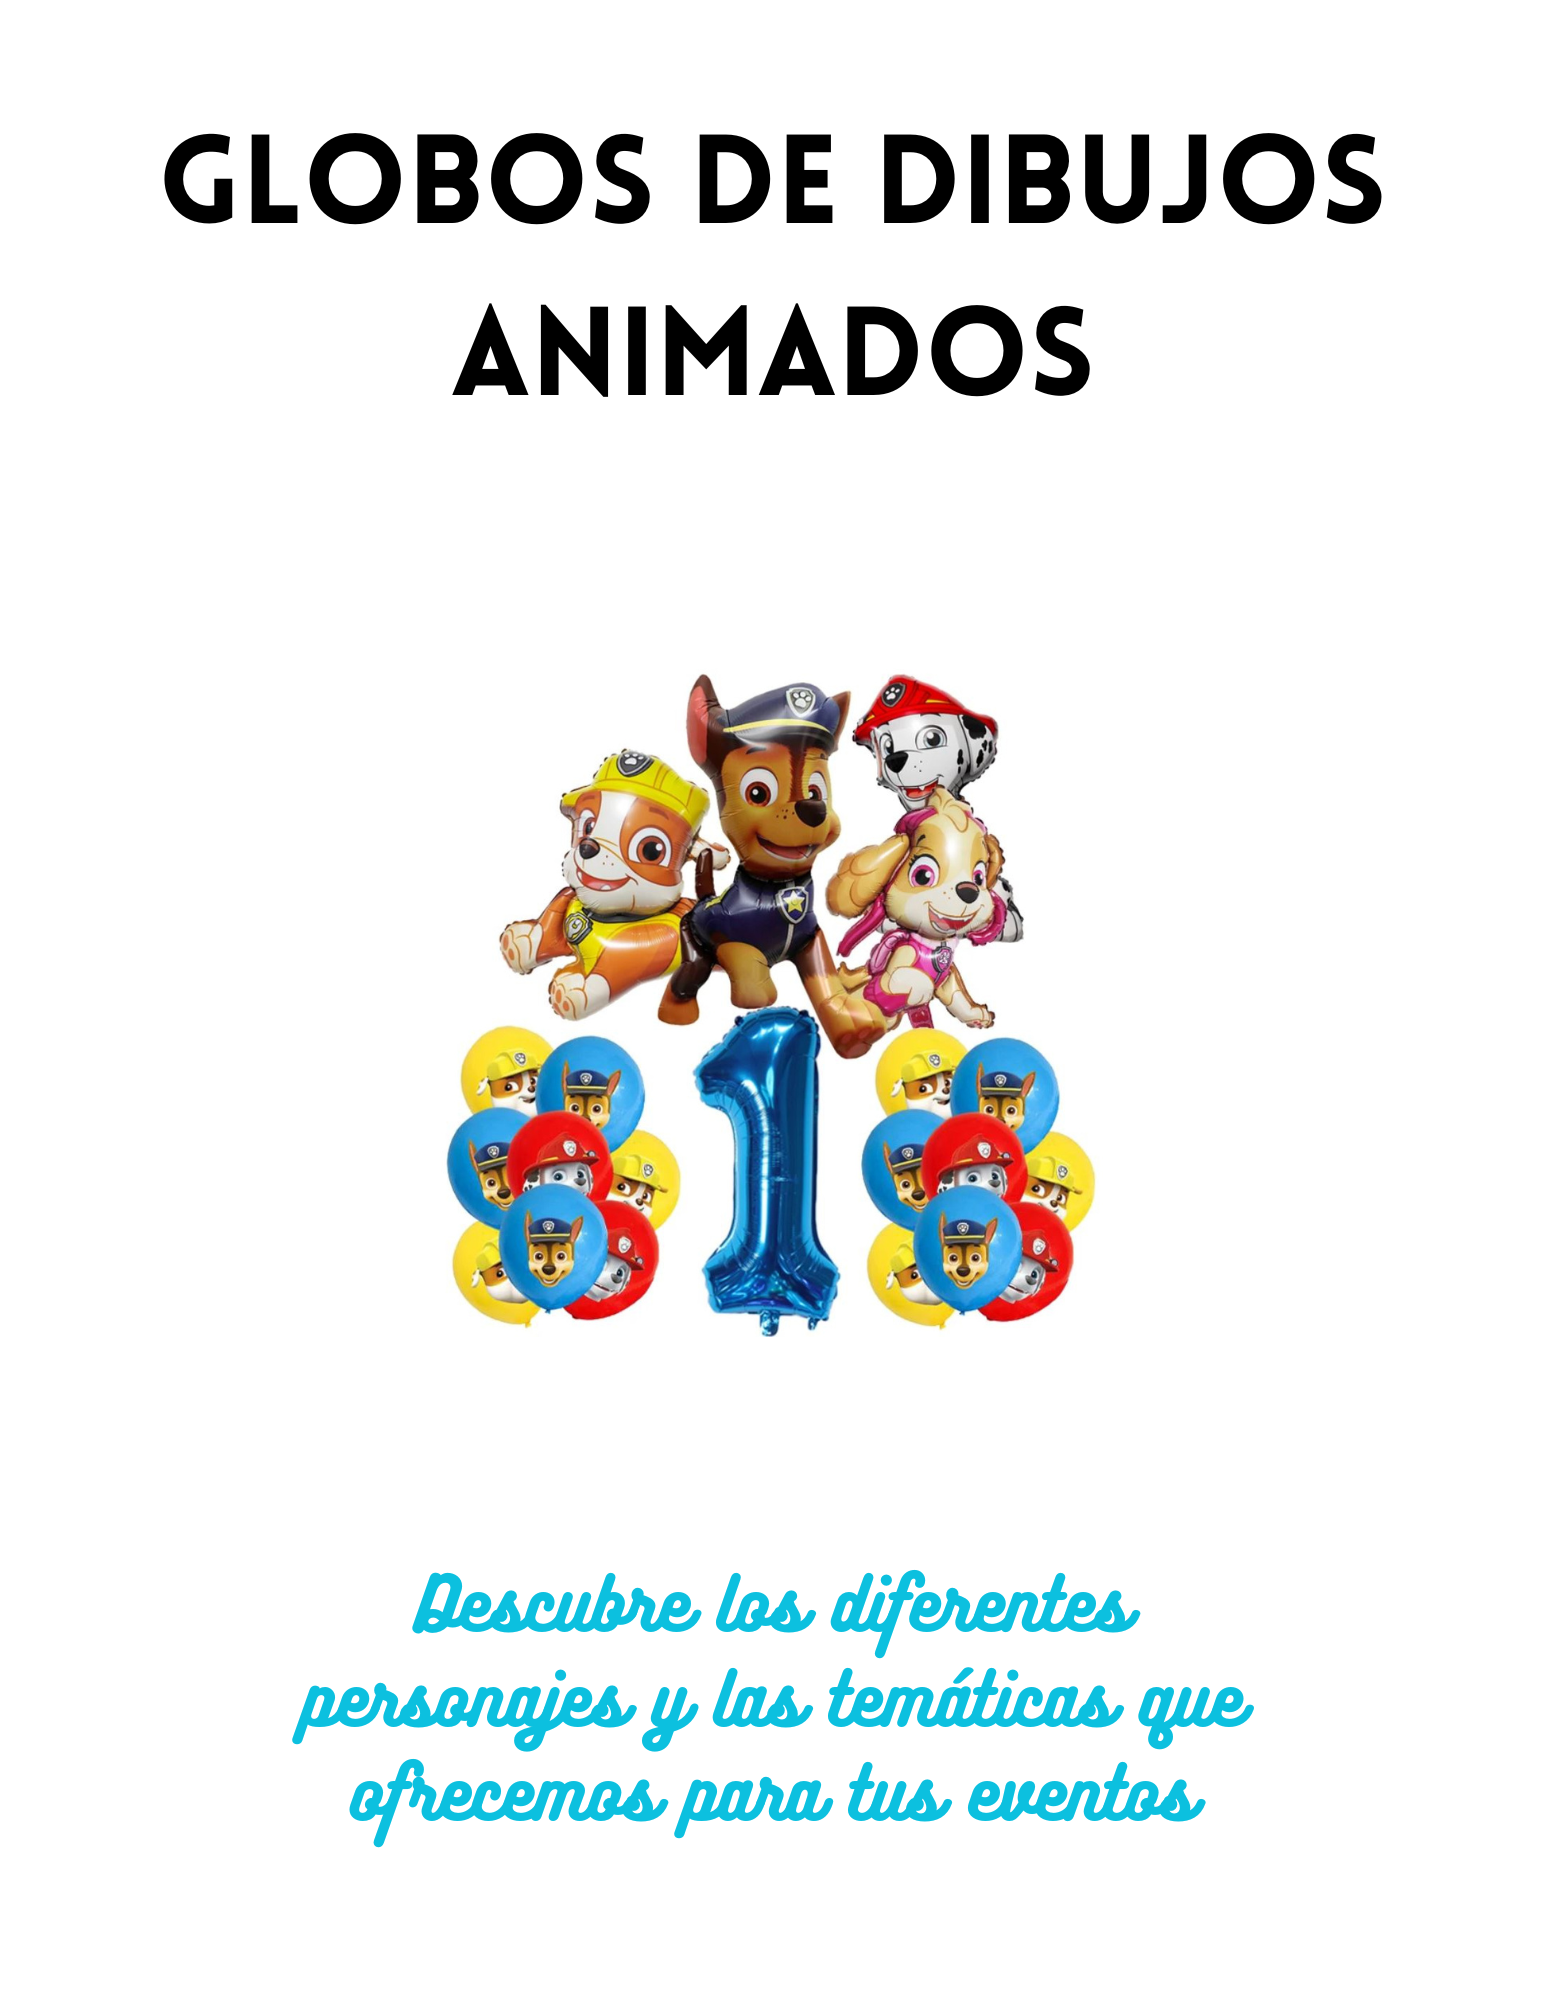 GLOBOS DE DIBUJOS
ANIMADOS
1
Descubre los diferentes
personajes y las temáticas que
ofrecemos para tus eventos